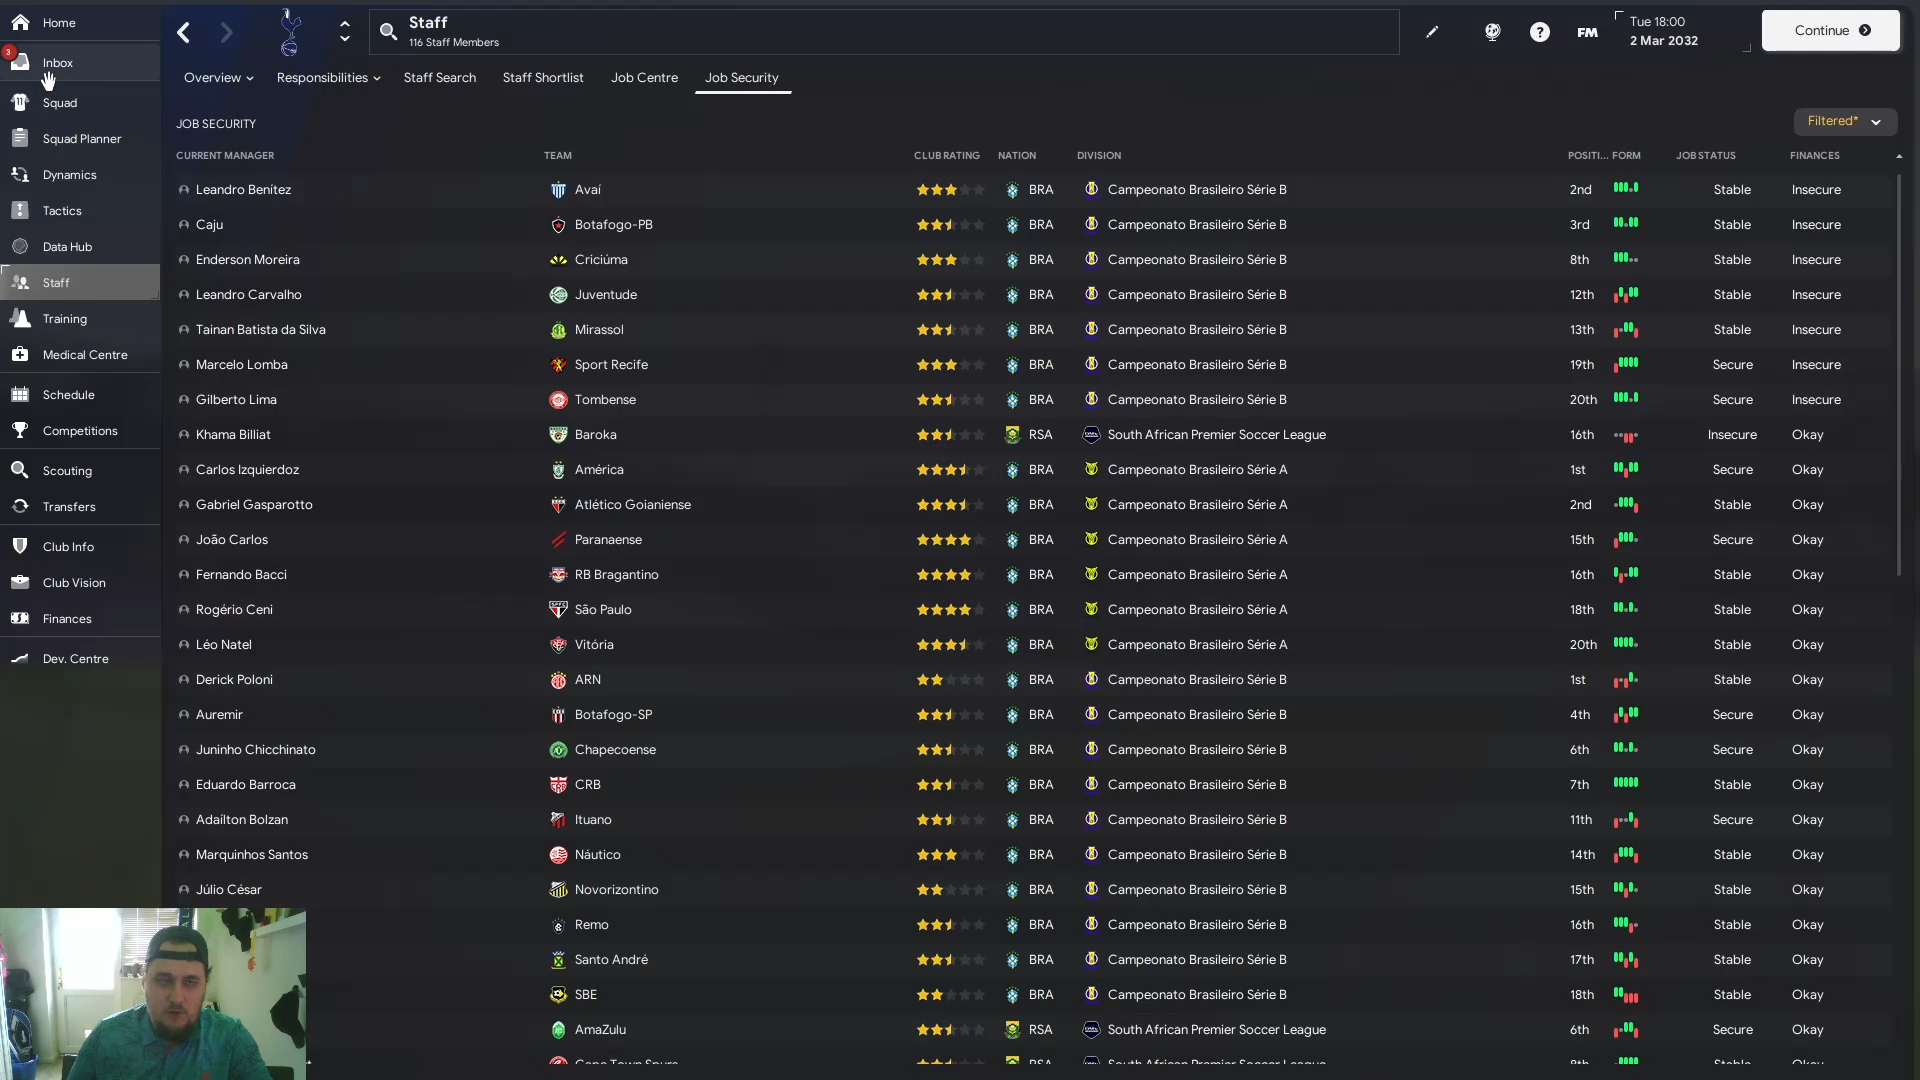 Home
3
Inbox
Squad
Squad Planner
Dynamics
Tactics
Data Hub
Staff
Training
Medical Centre
Schedule
Competitions
Scouting
Transfers
Club Info
Club Vision
Finances
Dev. Centre
Staff
116 Staff Members
FM
Tue 18:00
2 Mar 2032
Continue
Overview Responsibilities Staff Search Staff Shortlist Job Centre Job Security
JOB SECURITY
Filtered*
CURRENT MANAGER TEAM CLUB RATING NATION DIVISION POSITI... FORM JOB STATUS FINANCES
Leandro Benítez Avaí BRA Campeonato Brasileiro Série B 2nd Stable Insecure
Caju Botafogo-PB BRA Campeonato Brasileiro Série B 3rd Stable Insecure
Enderson Moreira Criciúma BRA Campeonato Brasileiro Série B 8th Stable Insecure
Leandro Carvalho Juventude BRA Campeonato Brasileiro Série B 12th Stable Insecure
Tainan Batista da Silva Mirassol BRA Campeonato Brasileiro Série B 13th Stable Insecure
Marcelo Lomba Sport Recife BRA Campeonato Brasileiro Série B 19th Secure Insecure
Gilberto Lima Tombense BRA Campeonato Brasileiro Série B 20th Secure Insecure
Khama Billiat Baroka RSA South African Premier Soccer League 16th Insecure Okay
Carlos Izquierdoz América BRA Campeonato Brasileiro Série A 1st Secure Okay
Gabriel Gasparotto Atlético Goianiense BRA Campeonato Brasileiro Série A 2nd Stable Okay
João Carlos Paranaense BRA Campeonato Brasileiro Série A 15th Secure Okay
Fernando Bacci RB Bragantino BRA Campeonato Brasileiro Série A 16th Stable Okay
Rogério Ceni São Paulo BRA Campeonato Brasileiro Série A 18th Stable Okay
Léo Natel Vitória BRA Campeonato Brasileiro Série A 20th Stable Okay
Derick Poloni ARN BRA Campeonato Brasileiro Série B 1st Stable Okay
Auremir Botafogo-SP BRA Campeonato Brasileiro Série B 4th Secure Okay
Juninho Chicchinato Chapecoense BRA Campeonato Brasileiro Série B 6th Secure Okay
Eduardo Barroca CRB BRA Campeonato Brasileiro Série B 7th Stable Okay
Adaílton Bolzan Ituano BRA Campeonato Brasileiro Série B 11th Secure Okay
Marquinhos Santos Náutico BRA Campeonato Brasileiro Série B 14th Stable Okay
Júlio César Novorizontino BRA Campeonato Brasileiro Série B 15th Stable Okay
Remo BRA Campeonato Brasileiro Série B 16th Stable Okay
Santo André BRA Campeonato Brasileiro Série B 17th Stable Okay
SBE BRA Campeonato Brasileiro Série B 18th Stable Okay
AmaZulu RSA South African Premier Soccer League 6th Secure Okay